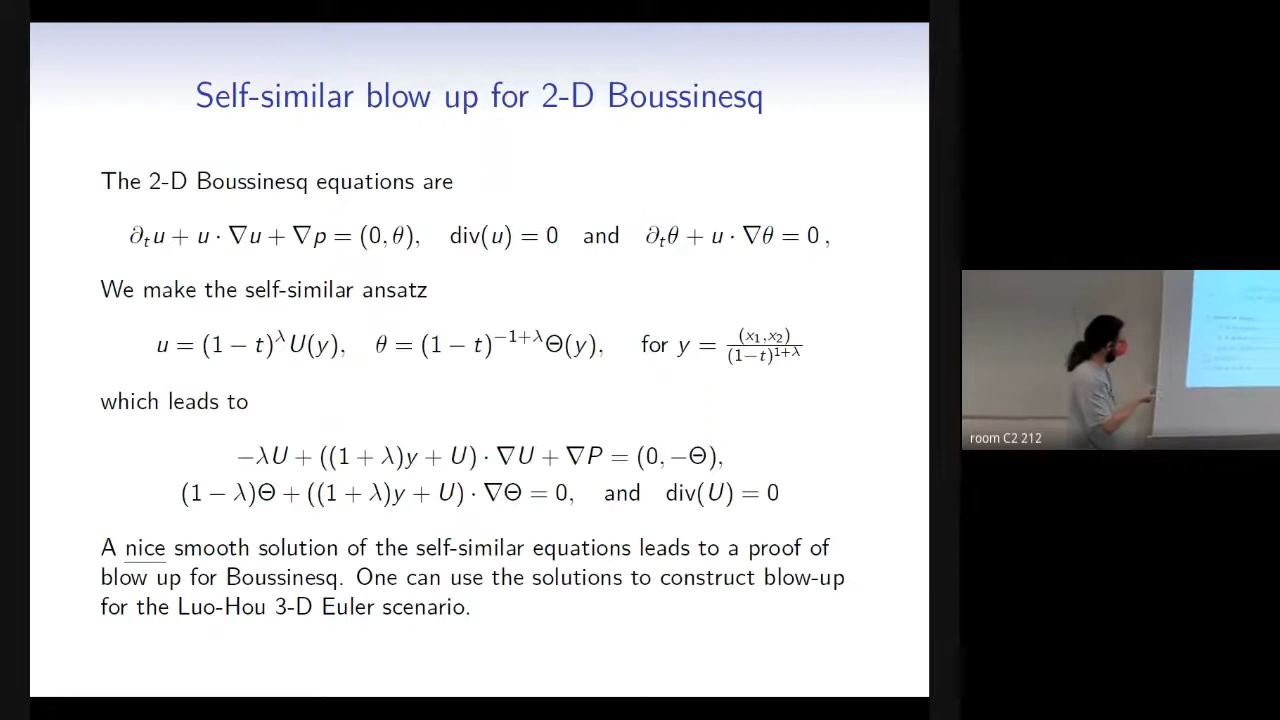 Self-similar blow up for 2-D Boussinesq
The 2-D Boussinesq equations are
∂ₜu + u · ∇u + ∇p = (0, θ), div(u) = 0 and ∂ₜθ + u · ∇θ = 0 ,
We make the self-similar ansatz
u = (1 − t)^λ U(y), θ = (1 − t)^{−1+λ} Θ(y), for y = (x₁,x₂)/(1−t)^{1+λ}
which leads to
−λU + ((1 + λ)y + U) · ∇U + ∇P = (0, −Θ),
(1 − λ)Θ + ((1 + λ)y + U) · ∇Θ = 0, and div(U) = 0
A nice smooth solution of the self-similar equations leads to a proof of
blow up for Boussinesq. One can use the solutions to construct blow-up
for the Luo-Hou 3-D Euler scenario.
room C2 212